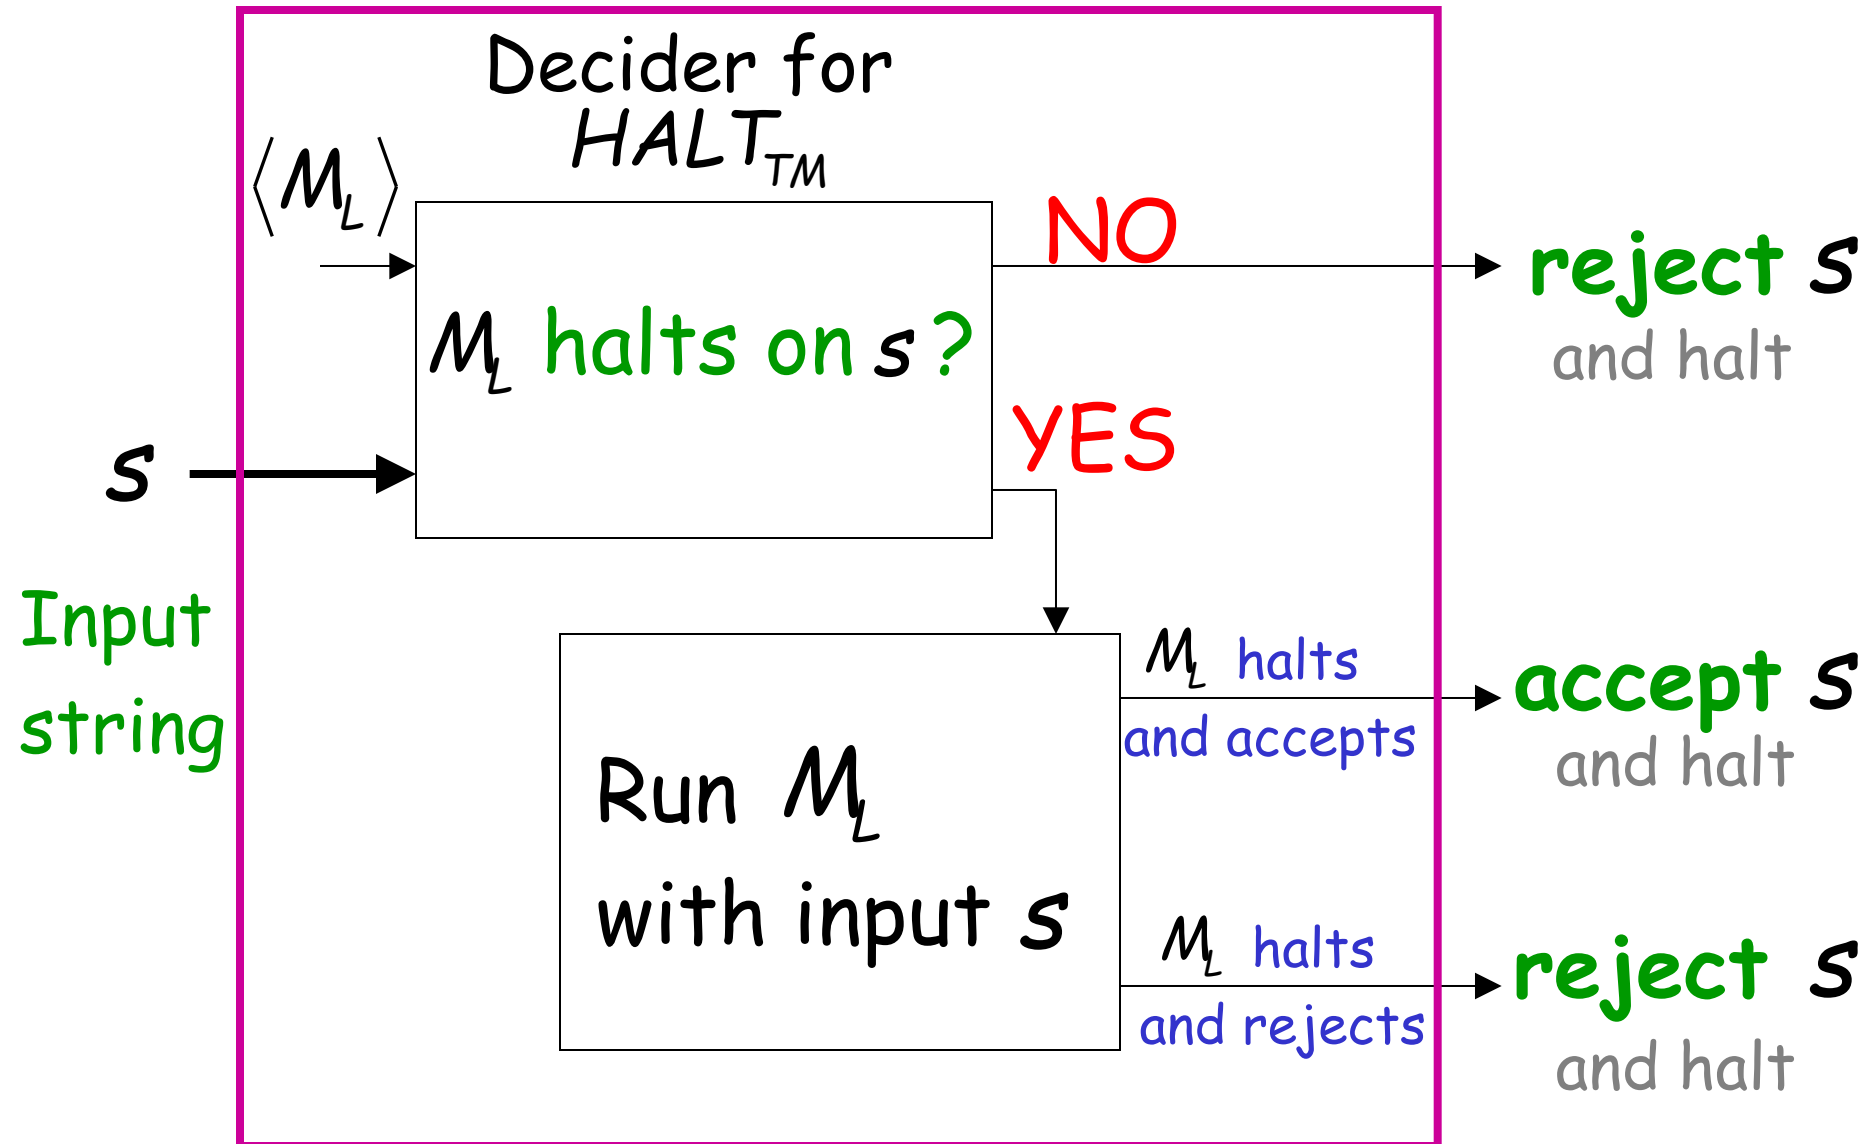 Decider for
HALT_TM
⟨M_L⟩
NO
reject s
and halt
M_L halts on s ?
YES
s
Input
string
M_L halts
and accepts
accept s
and halt
Run M_L
with input s
M_L halts
and rejects
reject s
and halt